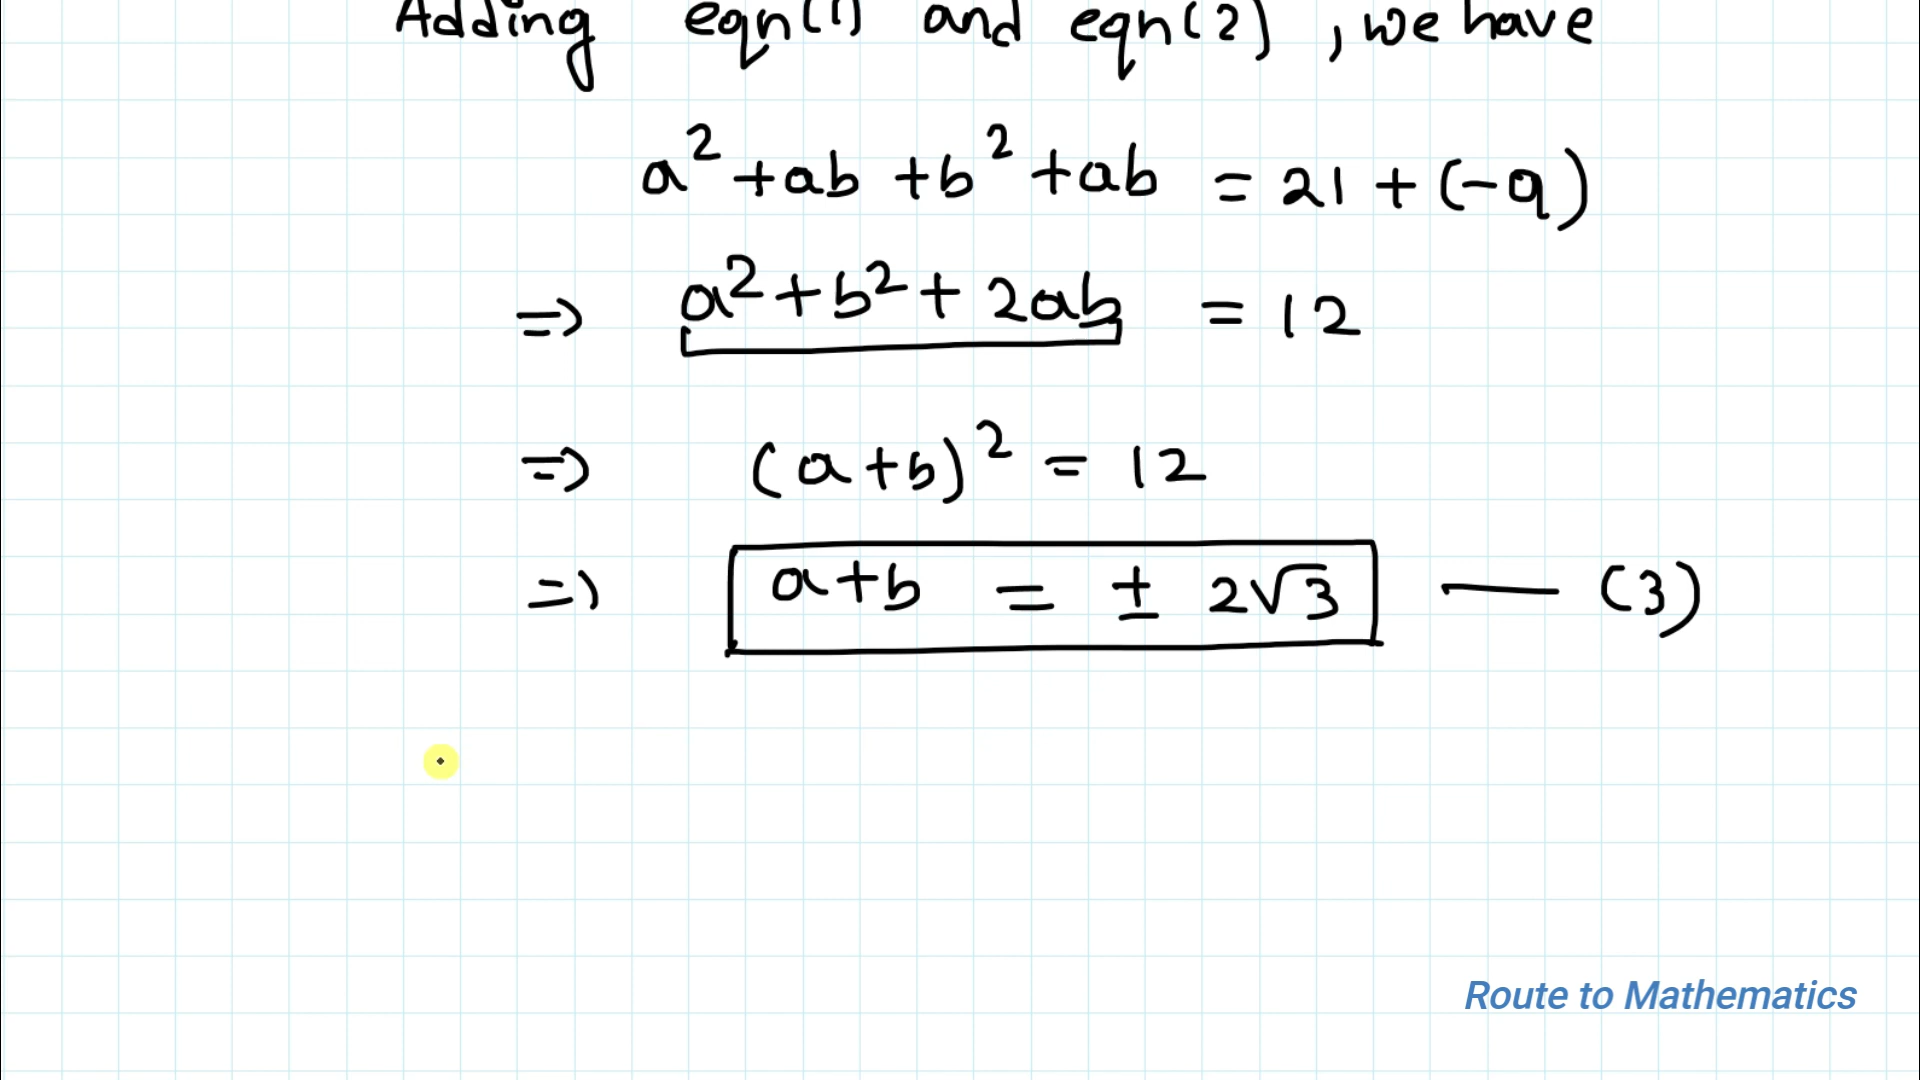 Adding eqn(1) and eqn(2), we have
a² + ab + b² + ab = 21 + (-9)
=> a² + b² + 2ab = 12
=> (a+b)² = 12
=> a+b = ± 2√3 — (3)
Route to Mathematics